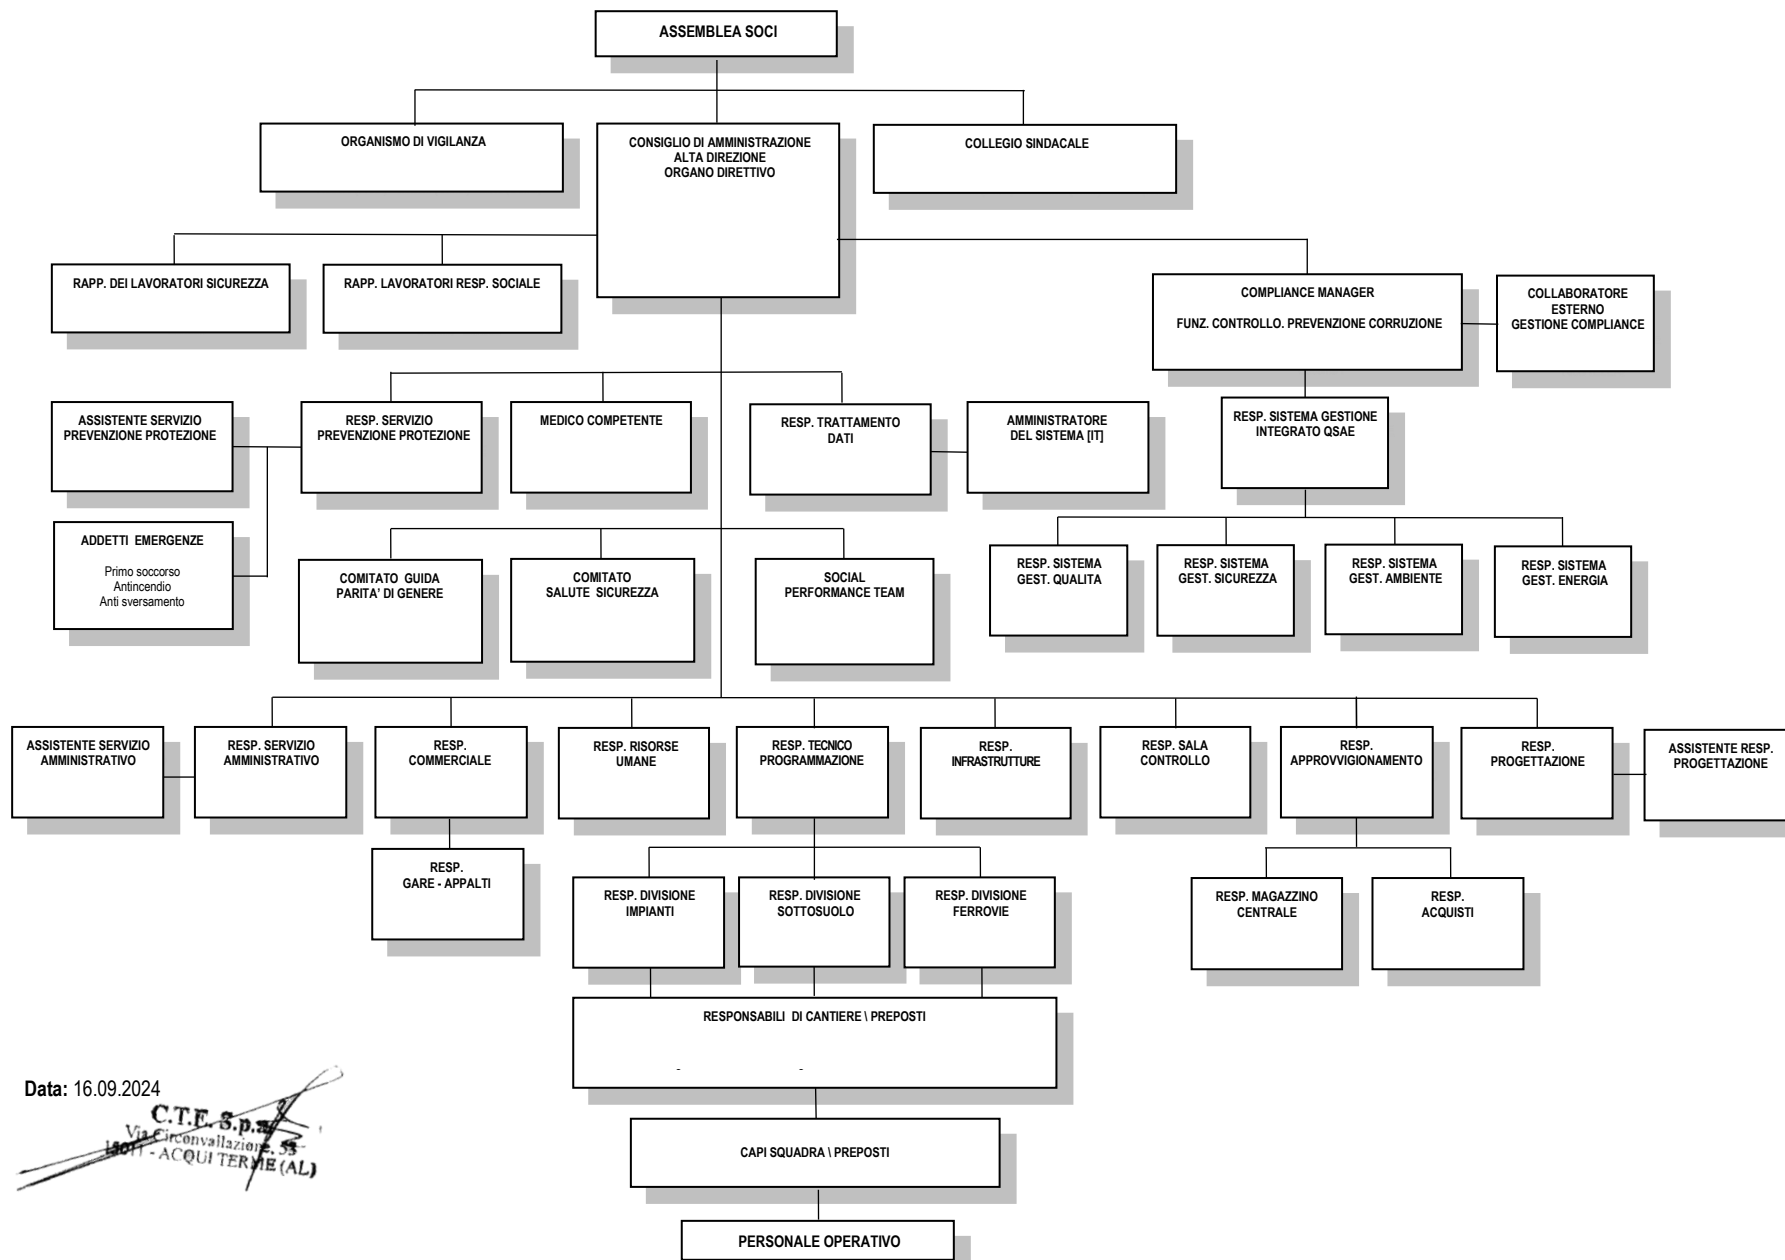 ASSEMBLEA SOCI
ORGANISMO DI VIGILANZA
CONSIGLIO DI AMMINISTRAZIONE
ALTA DIREZIONE
ORGANO DIRETTIVO
COLLEGIO SINDACALE
RAPP. DEI LAVORATORI SICUREZZA
RAPP. LAVORATORI RESP. SOCIALE
COMPLIANCE MANAGER
FUNZ. CONTROLLO. PREVENZIONE CORRUZIONE
COLLABORATORE
ESTERNO
GESTIONE COMPLIANCE
ASSISTENTE SERVIZIO
PREVENZIONE PROTEZIONE
RESP. SERVIZIO
PREVENZIONE PROTEZIONE
MEDICO COMPETENTE
RESP. TRATTAMENTO
DATI
AMMINISTRATORE
DEL SISTEMA [IT]
RESP. SISTEMA GESTIONE
INTEGRATO QSAE
ADDETTI EMERGENZE
Primo soccorso
Antincendio
Anti sversamento
COMITATO GUIDA
PARITA' DI GENERE
COMITATO
SALUTE SICUREZZA
SOCIAL
PERFORMANCE TEAM
RESP. SISTEMA
GEST. QUALITA
RESP. SISTEMA
GEST. SICUREZZA
RESP. SISTEMA
GEST. AMBIENTE
RESP. SISTEMA
GEST. ENERGIA
ASSISTENTE SERVIZIO
AMMINISTRATIVO
RESP. SERVIZIO
AMMINISTRATIVO
RESP.
COMMERCIALE
RESP. RISORSE
UMANE
RESP. TECNICO
PROGRAMMAZIONE
RESP.
INFRASTRUTTURE
RESP. SALA
CONTROLLO
RESP.
APPROVVIGIONAMENTO
RESP.
PROGETTAZIONE
ASSISTENTE RESP.
PROGETTAZIONE
RESP.
GARE - APPALTI
RESP. DIVISIONE
IMPIANTI
RESP. DIVISIONE
SOTTOSUOLO
RESP. DIVISIONE
FERROVIE
RESP. MAGAZZINO
CENTRALE
RESP.
ACQUISTI
RESPONSABILI DI CANTIERE \ PREPOSTI
- -
CAPI SQUADRA \ PREPOSTI
PERSONALE OPERATIVO
Data: 16.09.2024
C.T.E. S.p.a.
Via Circonvallazione, 53
15011 - ACQUI TERME (AL)